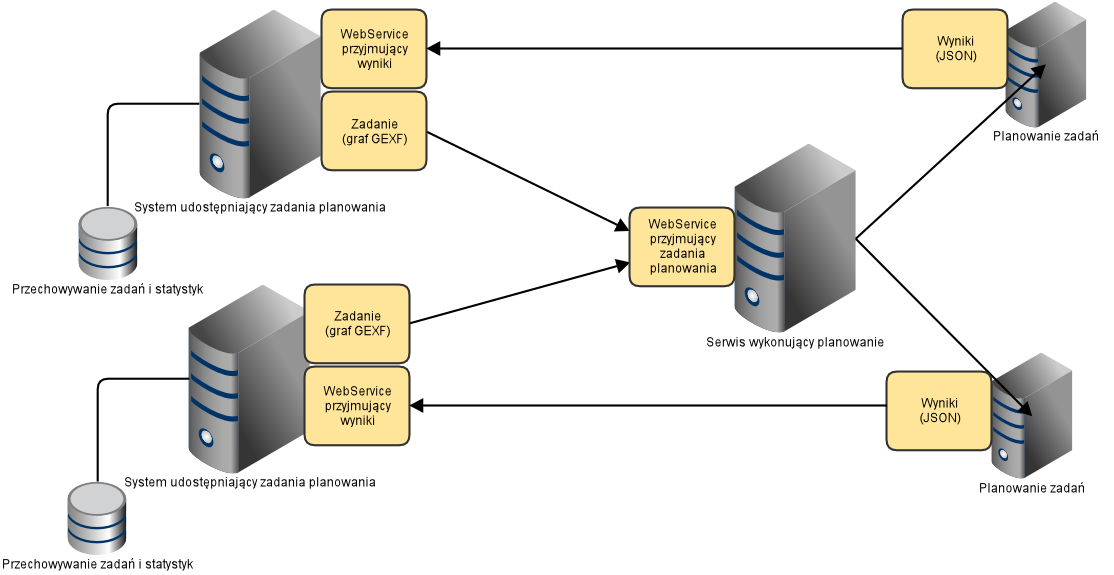 WebService
przyjmujący
wyniki
Wyniki
(JSON)
Zadanie
(graf GEXF)
Planowanie zadań
System udostępniający zadania planowania
WebService
przyjmujący
zadania
planowania
Przechowywanie zadań i statystyk
Zadanie
(graf GEXF)
Serwis wykonujący planowanie
WebService
przyjmujący
wyniki
Wyniki
(JSON)
System udostępniający zadania planowania
Planowanie zadań
Przechowywanie zadań i statystyk